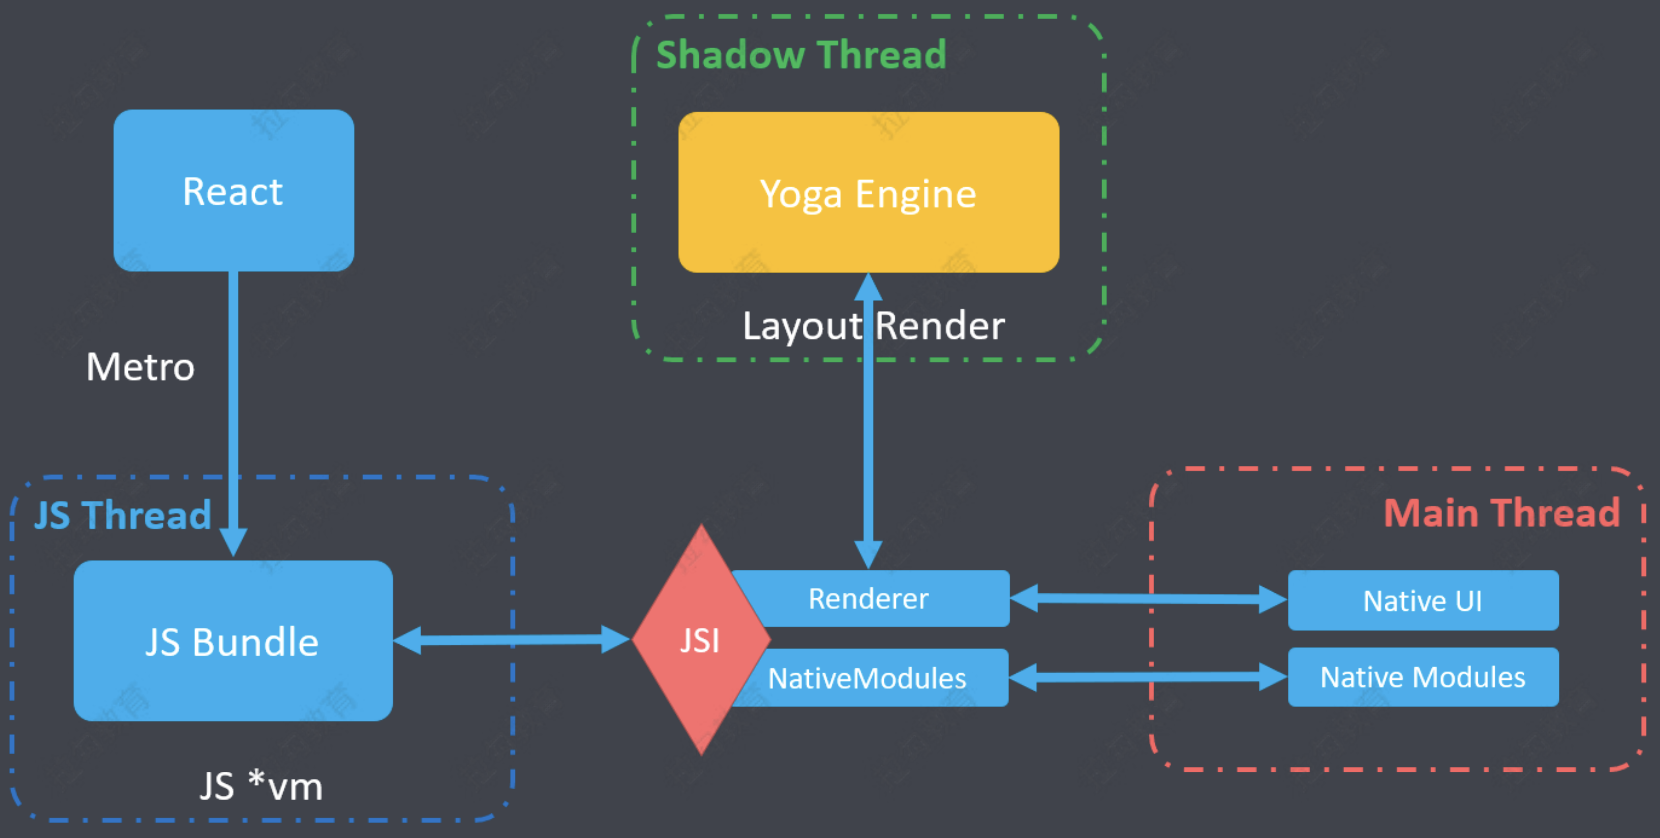 Shadow Thread
React
Yoga Engine
Layout Render
Metro
JS Thread
Main Thread
JS Bundle
JSI
Renderer
Native UI
NativeModules
Native Modules
JS *vm